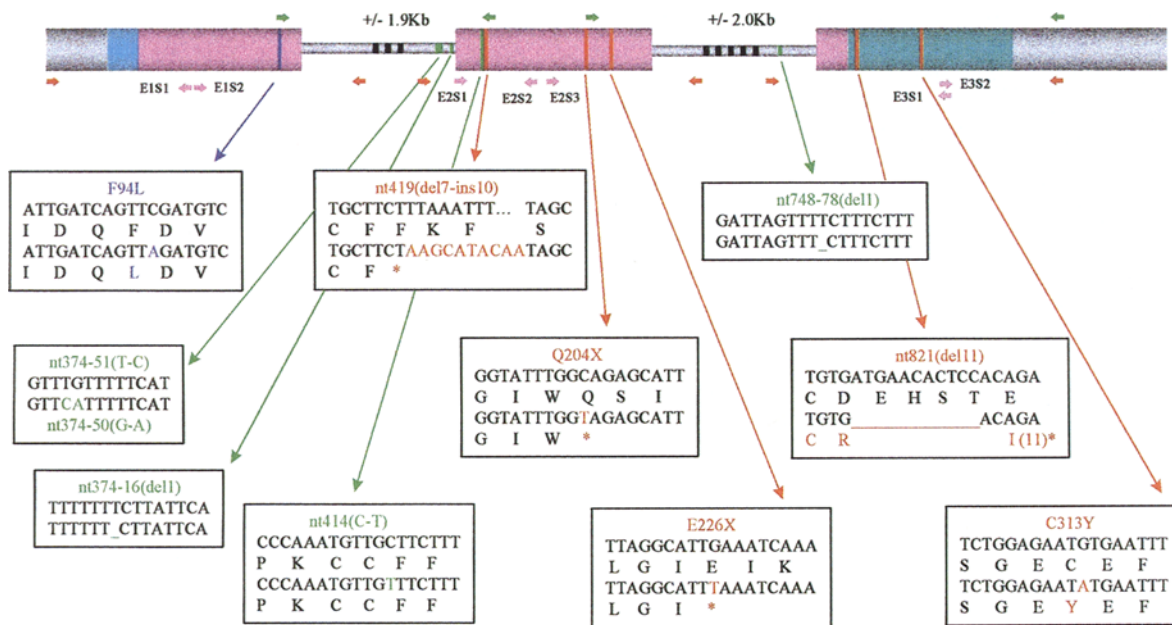 +/- 1.9Kb
+/- 2.0Kb
E1S1
E1S2
E2S1
E2S2
E2S3
E3S1
E3S2
F94L
ATTGATCAGTTCGATGTC
I D Q F D V
ATTGATCAGTTAGATGTC
I D Q L D V
nt419(del7-ins10)
TGCTTCTTTAAATTT... TAGC
C F F K F S
TGCTTCTAAGCATACAATAGC
C F *
nt748-78(del1)
GATTAGTTTTCTTTCTTT
GATTAGTTT_CTTTCTTT
nt374-51(T-C)
GTTTGTTTTTCAT
GTTCATTTTTCAT
nt374-50(G-A)
Q204X
GGTATTTGGCAGAGCATT
G I W Q S I
GGTATTTGGTAGAGCATT
G I W *
nt821(del11)
TGTGATGAACACTCCACAGA
C D E H S T E
TGTG___________ACAGA
C R I (11)*
nt374-16(del1)
TTTTTTTCTTATTCA
TTTTTT_CTTATTCA
nt414(C-T)
CCCAAATGTTGCTTCTTT
P K C C F F
CCCAAATGTTGTTTCTTT
P K C C F F
E226X
TTAGGCATTGAAATCAAA
L G I E I K
TTAGGCATTTAAATCAAA
L G I *
C313Y
TCTGGAGAATGTGAATTT
S G E C E F
TCTGGAGAATATGAATTT
S G E Y E F